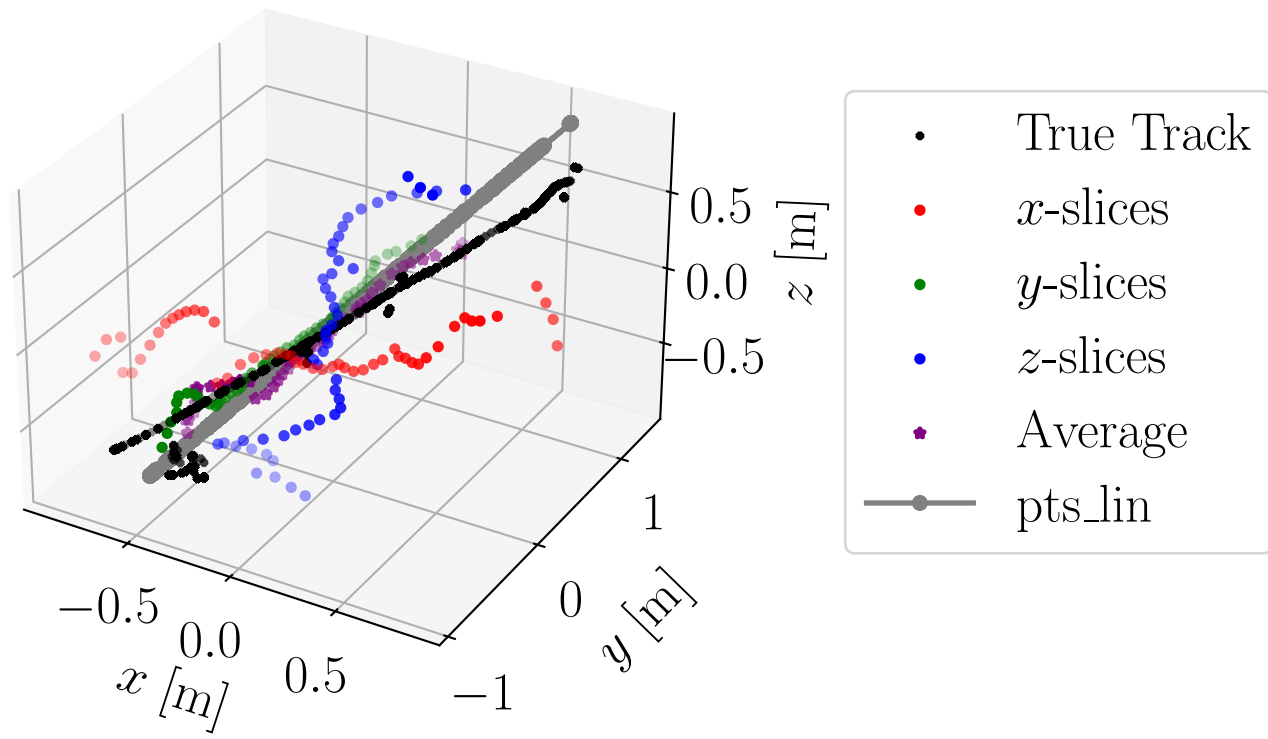 True Track
x-slices
y-slices
z-slices
Average
pts_lin
0.5
0.0
−0.5
z [m]
1
0
−1
y [m]
−0.5
0.0
0.5
x [m]